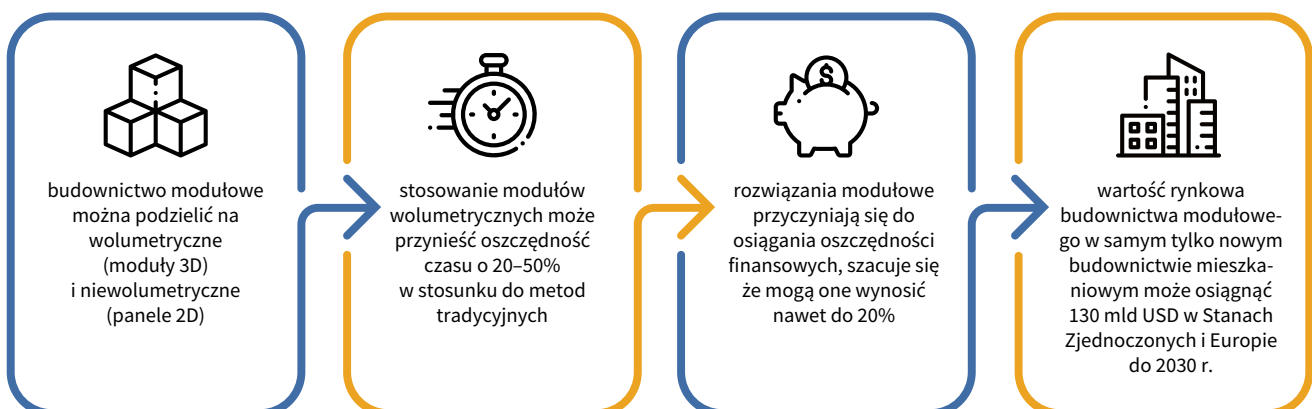 $
budownictwo modułowe
można podzielić na
wolumetryczne
(moduły 3D)
i niewolumetryczne
(panele 2D)
stosowanie modułów
wolumetrycznych może
przynieść oszczędność
czasu o 20–50%
w stosunku do metod
tradycyjnych
rozwiązania modułowe
przyczyniają się do
osiągania oszczędności
finansowych, szacuje się
że mogą one wynosić
nawet do 20%
wartość rynkowa
budownictwa modułowe-
go w samym tylko nowym
budownictwie mieszka-
niowym może osiągnąć
130 mld USD w Stanach
Zjednoczonych i Europie
do 2030 r.